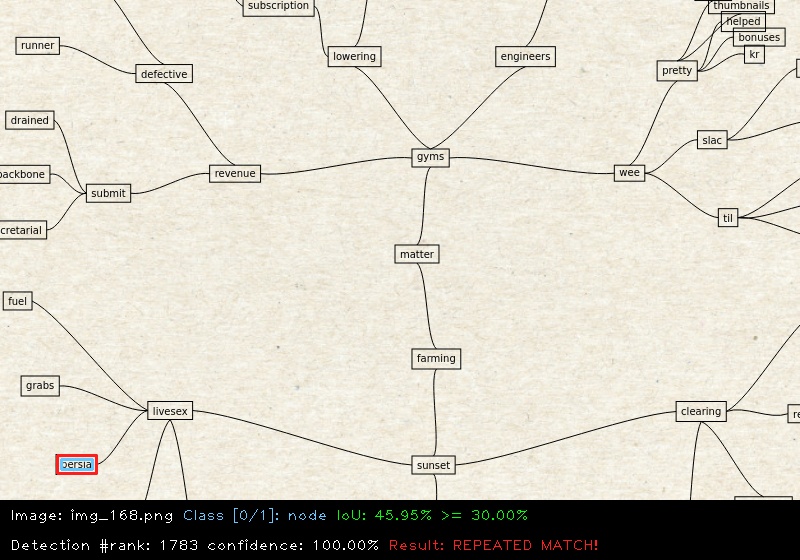 thumbnails
subscription
helped
bonuses
runner
lowering
engineers
kr
defective
pretty
drained
slac
gyms
backbone
revenue
wee
submit
til
cretarial
matter
fuel
farming
grabs
livesex
clearing
re
persia
sunset
Image: img_168.png Class [0/1]: node IoU: 45.95% >= 30.00%
Detection #rank: 1783 confidence: 100.00% Result: REPEATED MATCH!